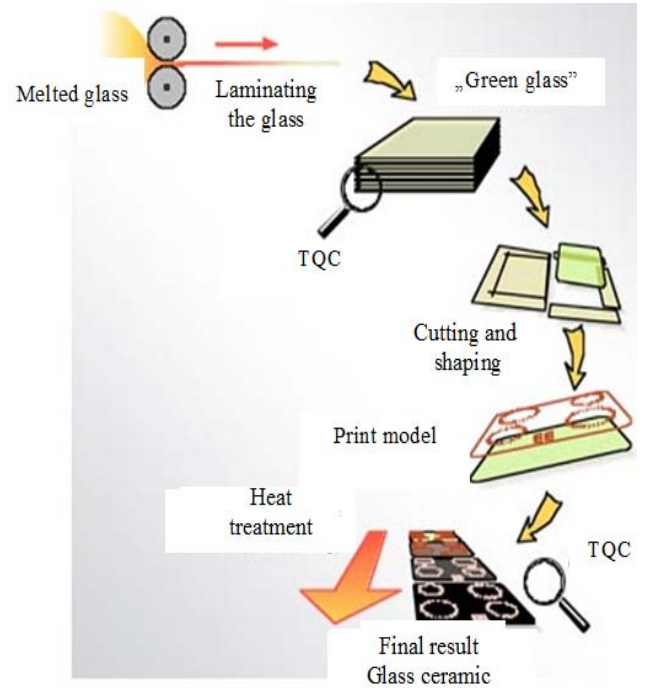 Melted glass
Laminating
the glass
„Green glass”
TQC
Cutting and
shaping
Print model
Heat
treatment
TQC
Final result
Glass ceramic